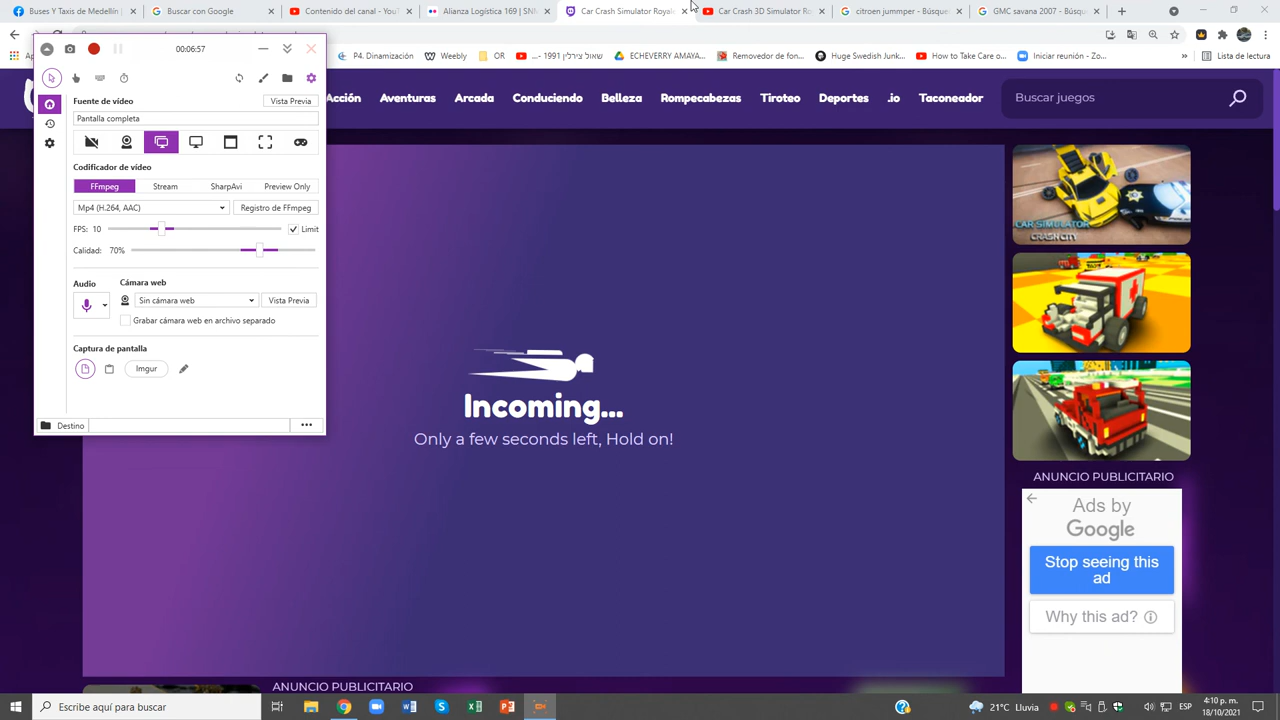 Buses Y Taxis de Medellín |
Buscar con Google
Contenido del canal - YouT
Alianza Logística 169 | SNM
Car Crash Simulator Royale
Car Crash 3D Simulator Ro
citroen jummper - Búsque
GMC savana 2007 - Búsqu
P4. Dinamización
Weebly
OR
שאול צירלין 1991 -...
ECHEVERRY AMAYA...
Removedor de fon...
Huge Swedish Junk...
How to Take Care o...
Iniciar reunión - Zo...
»
Lista de lectura
00:06:57
Fuente de vídeo
Vista Previa
Pantalla completa
Codificador de vídeo
FFmpeg
Stream
SharpAvi
Preview Only
Mp4 (H.264, AAC)
Registro de FFmpeg
FPS: 10
Limit
Calidad: 70%
Audio
Cámara web
Sin cámara web
Vista Previa
Grabar cámara web en archivo separado
Captura de pantalla
Imgur
Destino
...
Acción
Aventuras
Arcada
Conduciendo
Belleza
Rompecabezas
Tiroteo
Deportes
.io
Taconeador
Buscar juegos
CAR SIMULATOR
CRASH CITY
Incoming...
Only a few seconds left, Hold on!
ANUNCIO PUBLICITARIO
Ads by
Google
Stop seeing this
ad
Why this ad?
ANUNCIO PUBLICITARIO
Escribe aquí para buscar
21°C Lluvia
ESP
4:10 p. m.
18/10/2021